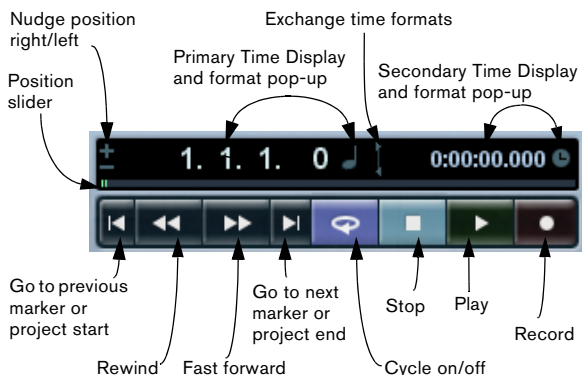 Nudge position
right/left
Exchange time formats
Primary Time Display
and format pop-up
Secondary Time Display
and format pop-up
Position
slider
1. 1. 1. 0
0:00:00.000
Go to previous
marker or
project start
Go to next
marker or
project end
Stop
Play
Record
Rewind
Fast forward
Cycle on/off